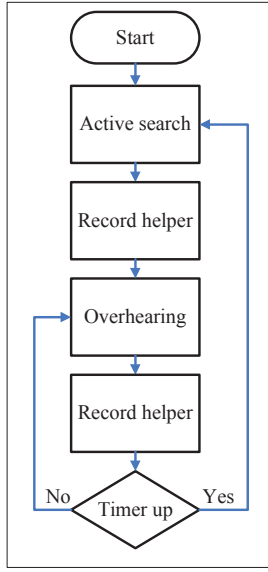 Start
Active search
Record helper
Overhearing
Record helper
No
Timer up
Yes